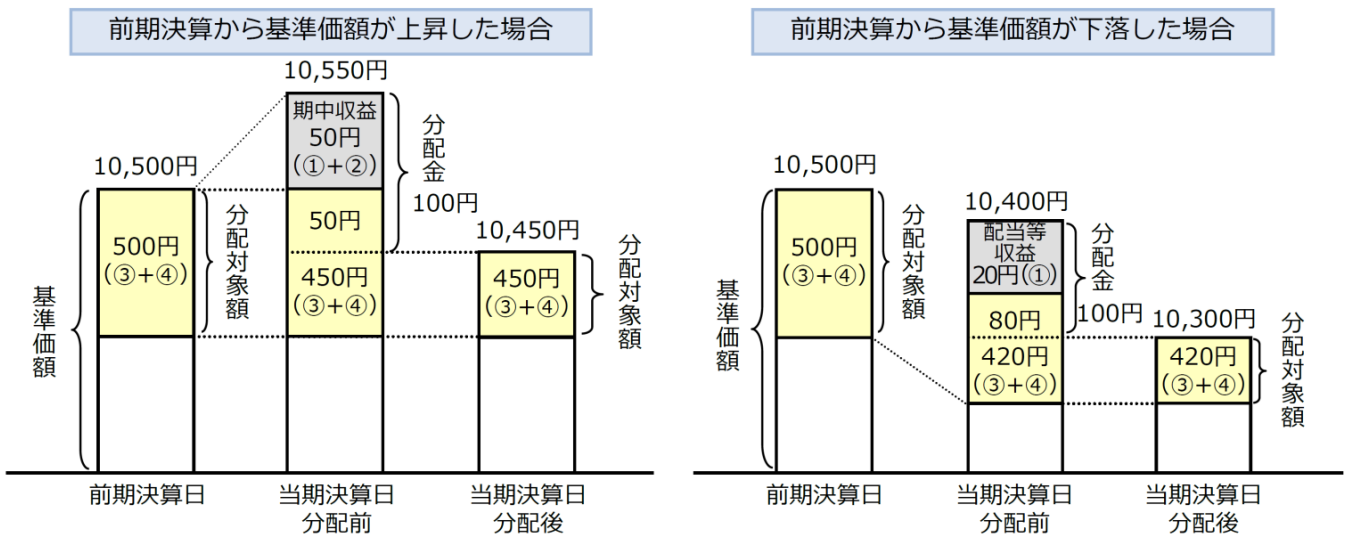 前期決算から基準価額が上昇した場合
10,550円
期中収益
50円
(①+②)
分配金
100円
10,500円
500円
(③+④)
分配対象額
基準価額
50円
450円
(③+④)
10,450円
450円
(③+④)
分配対象額
前期決算日
当期決算日
分配前
当期決算日
分配後
前期決算から基準価額が下落した場合
10,500円
500円
(③+④)
分配対象額
基準価額
10,400円
配当等
収益
20円(①)
分配金
100円
80円
420円
(③+④)
10,300円
420円
(③+④)
分配対象額
前期決算日
当期決算日
分配前
当期決算日
分配後